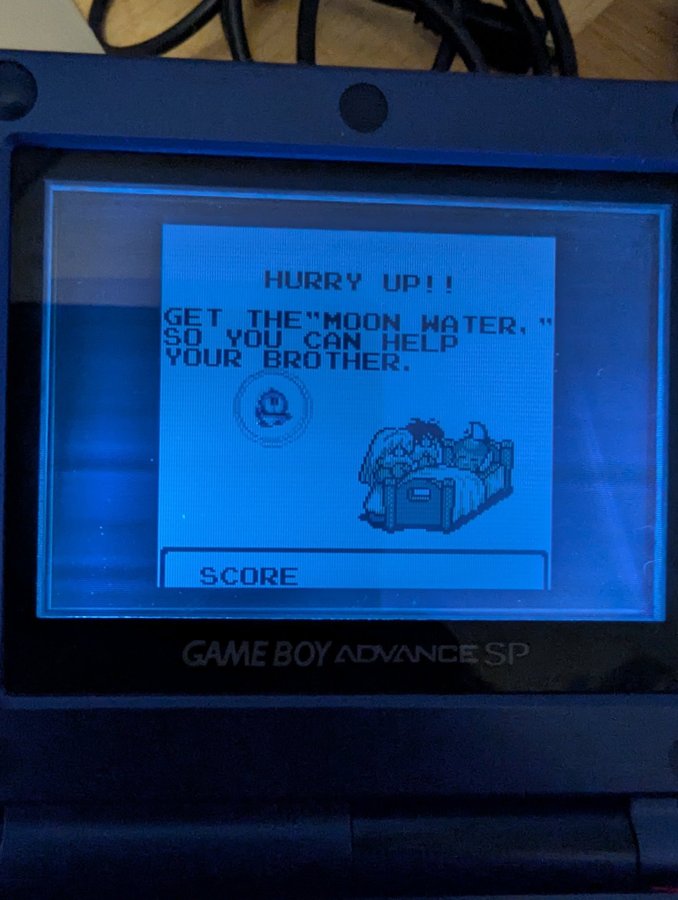 HURRY UP!!
GET THE"MOON WATER,"
SO YOU CAN HELP
YOUR BROTHER.
SCORE
GAME BOY ADVANCE SP